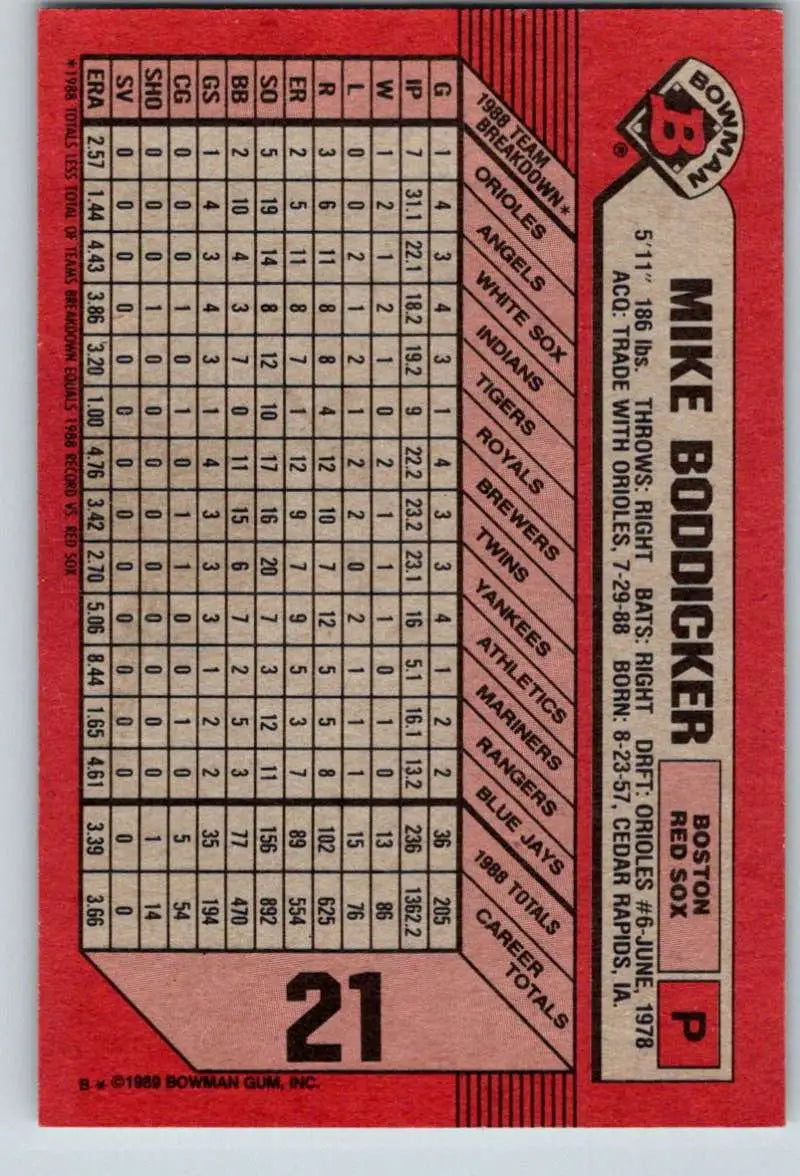 BOWMAN
B
®
MIKE BODDICKER
BOSTON
RED SOX
P
5'11" 186 lbs. THROWS: RIGHT BATS: RIGHT DRFT: ORIOLES #6-JUNE, 1978
ACQ: TRADE WITH ORIOLES, 7-29-88 BORN: 8-23-57, CEDAR RAPIDS, IA.
1988 TEAM
BREAKDOWN*
ORIOLES
ANGELS
WHITE SOX
INDIANS
TIGERS
ROYALS
BREWERS
TWINS
YANKEES
ATHLETICS
MARINERS
RANGERS
BLUE JAYS
1988 TOTALS
CAREER
TOTALS
G 1 4 3 4 3 1 4 3 3 4 1 2 2 36 205
IP 7 31.1 22.1 18.2 19.2 9 22.2 23.2 23.1 16 5.1 16.1 13.2 236 1362.2
W 1 2 1 2 1 0 2 1 1 1 0 1 0 13 86
L 0 0 2 1 2 1 2 2 0 2 1 1 1 15 76
R 3 6 11 8 8 4 12 10 7 12 5 5 8 102 625
ER 2 5 11 8 7 1 12 9 7 9 5 3 7 89 554
SO 5 19 14 8 12 10 17 16 20 7 3 12 11 156 892
BB 2 10 4 3 7 0 11 15 6 7 2 5 3 77 470
GS 1 4 3 4 3 1 4 3 3 3 1 2 2 35 194
CG 0 0 0 1 0 1 0 1 1 0 0 1 0 5 54
SHO 0 0 0 1 0 0 0 0 0 0 0 0 0 1 14
SV 0 0 0 0 0 0 0 0 0 0 0 0 0 0 0
ERA 2.57 1.44 4.43 3.86 3.20 1.00 4.76 3.42 2.70 5.06 8.44 1.65 4.61 3.39 3.66
*1988 TOTALS LESS TOTAL OF TEAMS BREAKDOWN EQUALS 1988 RECORD VS. RED SOX
21
B * ©1989 BOWMAN GUM, INC.